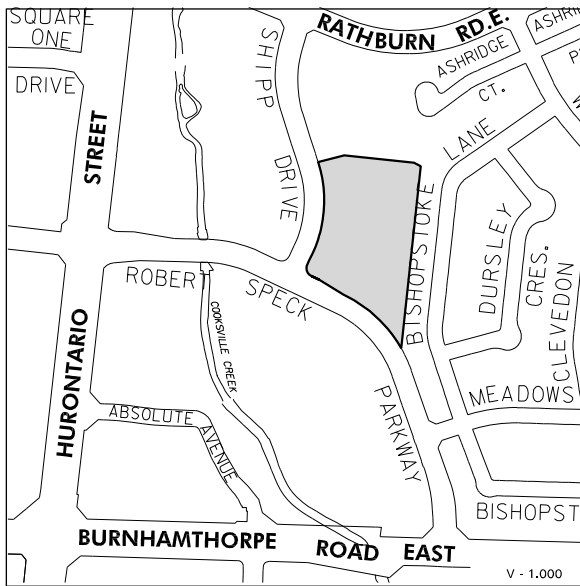 SQUARE
ONE
DRIVE
STREET
HURONTARIO
SHIPP
DRIVE
RATHBURN RD.E.
ASHRIDGE
CT.
LANE
BISHOPSTOKE
DURSLEY
CRES.
CLEVEDON
MEADOWS
ROBERT
SPECK
PARKWAY
COOKSVILLE CREEK
ABSOLUTE
AVENUE
BISHOPST
BURNHAMTHORPE ROAD EAST
V - 1.000